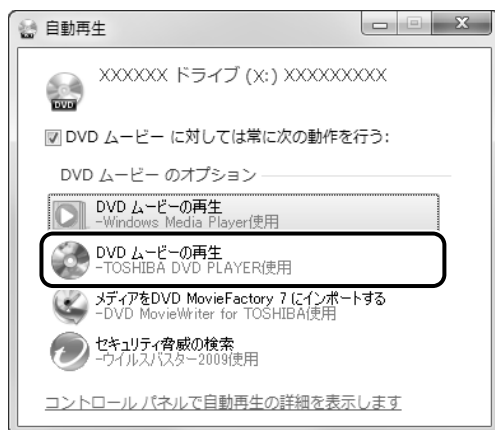 自動再生
XXXXXX ドライブ (X:) XXXXXXXXX
DVD
DVD ムービー に対しては常に次の動作を行う:
DVD ムービー のオプション
DVD ムービーの再生
-Windows Media Player使用
DVD ムービーの再生
-TOSHIBA DVD PLAYER使用
メディアをDVD MovieFactory 7 にインポートする
-DVD MovieWriter for TOSHIBA使用
セキュリティ脅威の検索
-ウイルスバスター2009使用
コントロール パネルで自動再生の詳細を表示します